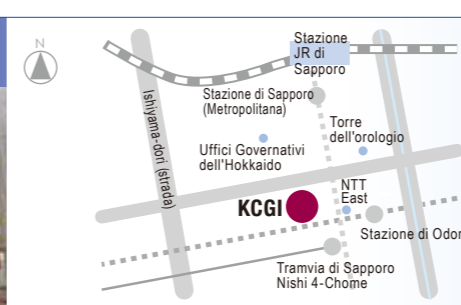 N
Stazione
JR di
Sapporo
Stazione di Sapporo
(Metropolitana)
Ishiyama-dori (strada)
Torre
dell'orologio
Uffici Governativi
dell'Hokkaido
NTT
East
KCGI
Stazione di Odor
Tramvia di Sapporo
Nishi 4-Chome